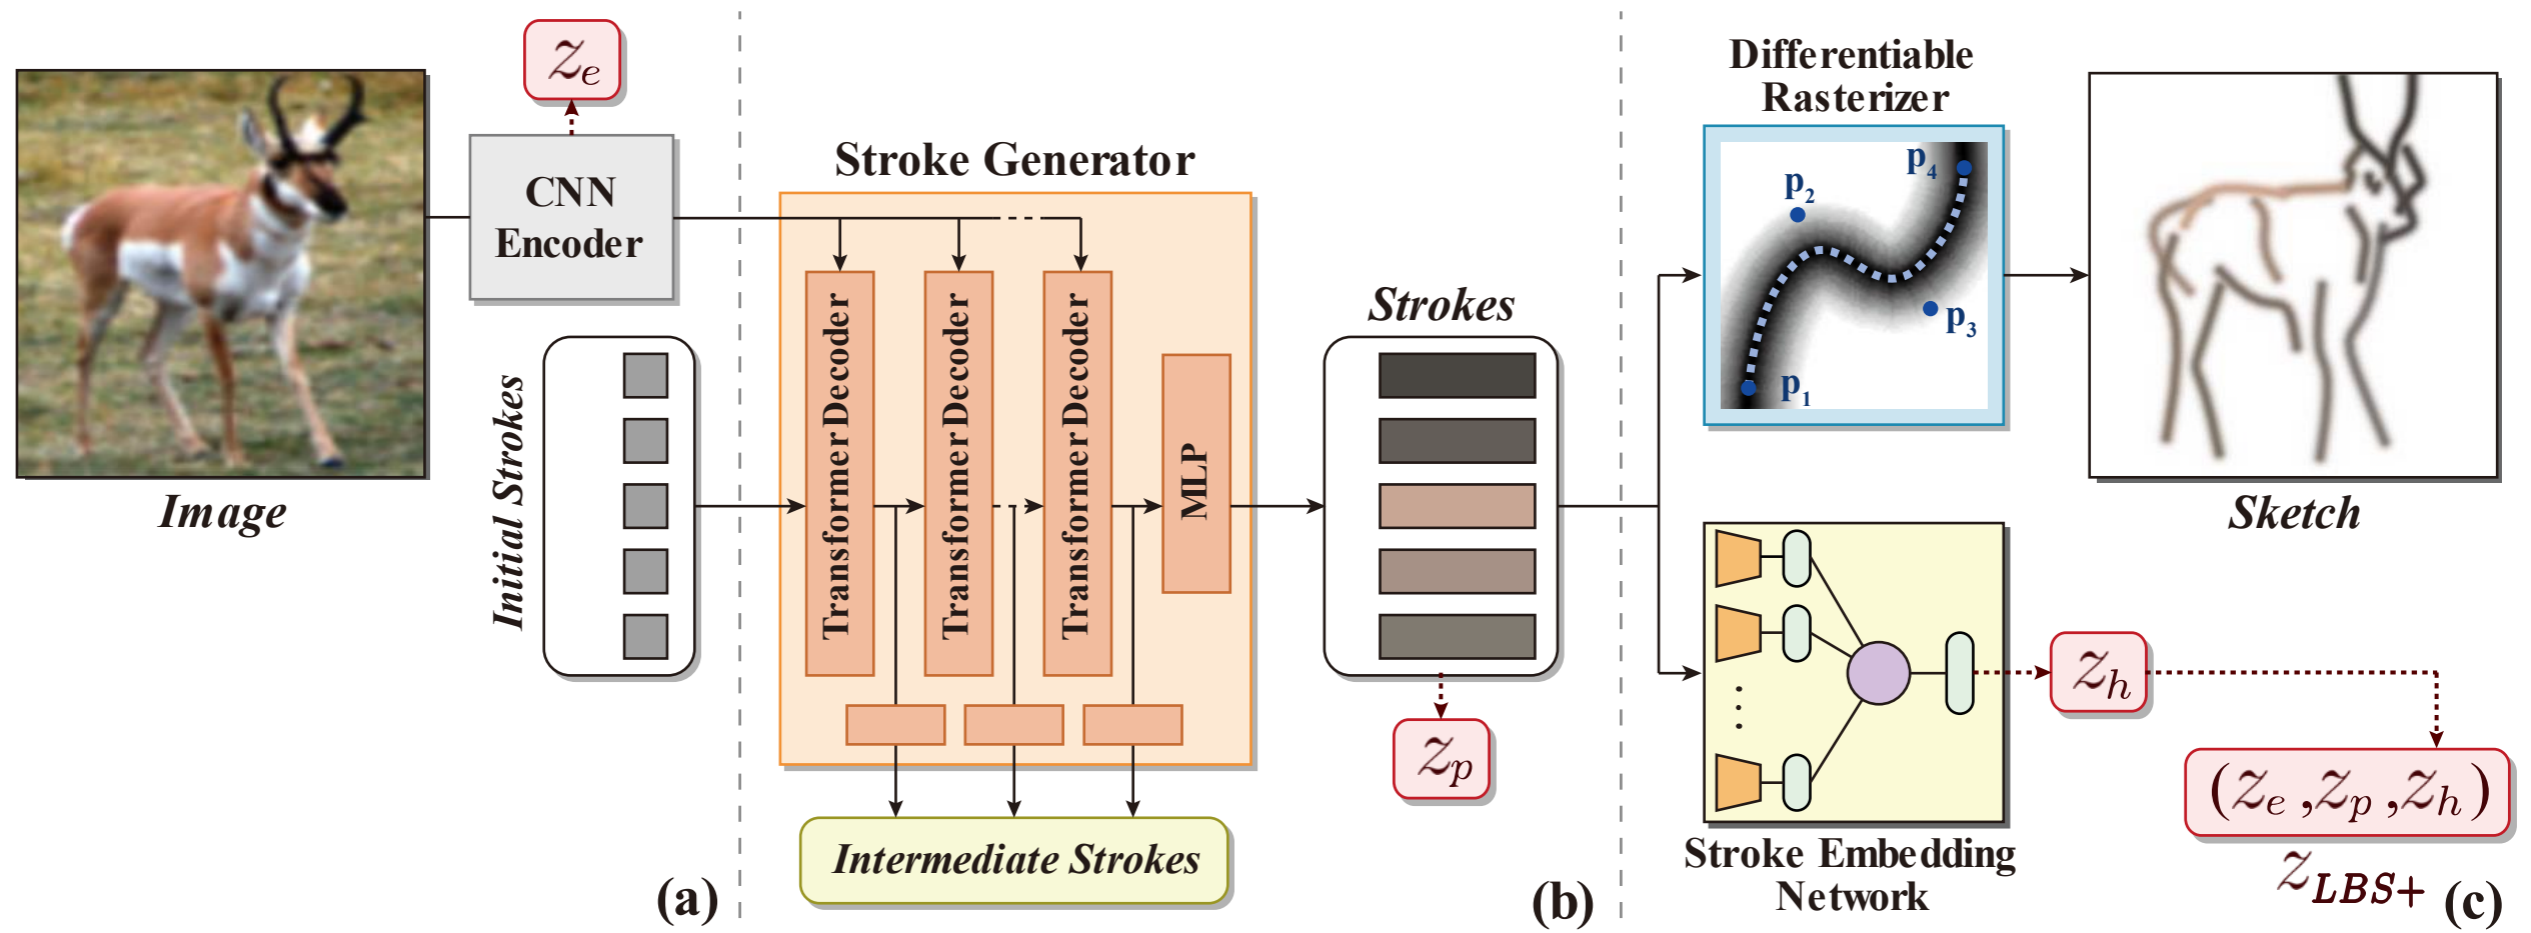 z_e
CNN
Encoder
Image
Initial Strokes
(a)
Stroke Generator
Transformer Decoder
Transformer Decoder
Transformer Decoder
MLP
Intermediate Strokes
Strokes
z_p
(b)
Differentiable
Rasterizer
p_1
p_2
p_3
p_4
Sketch
Stroke Embedding
Network
z_h
(z_e ,z_p ,z_h)
z_LBS+
(c)